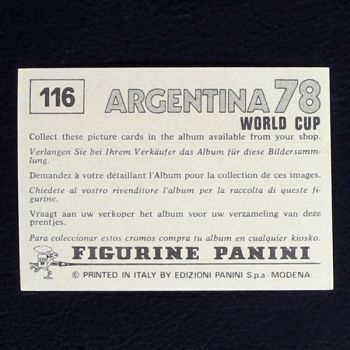 116
ARGENTINA 78
WORLD CUP
Collect these picture cards in the album available from your shop.
Verlangen Sie bei Ihrem Verkäufer das Album für diese Bildersamm-
lung.
Demandez à votre détaillant l'Album pour la collection de ces images.
Chiedete al vostro rivenditore l'album per la raccolta di queste fi-
gurine.
Vraagt aan uw verkoper het album voor uw verzameling van deze
prentjes.
Para coleccionar estos cromos compra tu album en cualquier kiosko.
FIGURINE PANINI
© PRINTED IN ITALY BY EDIZIONI PANINI S.p.a - MODENA